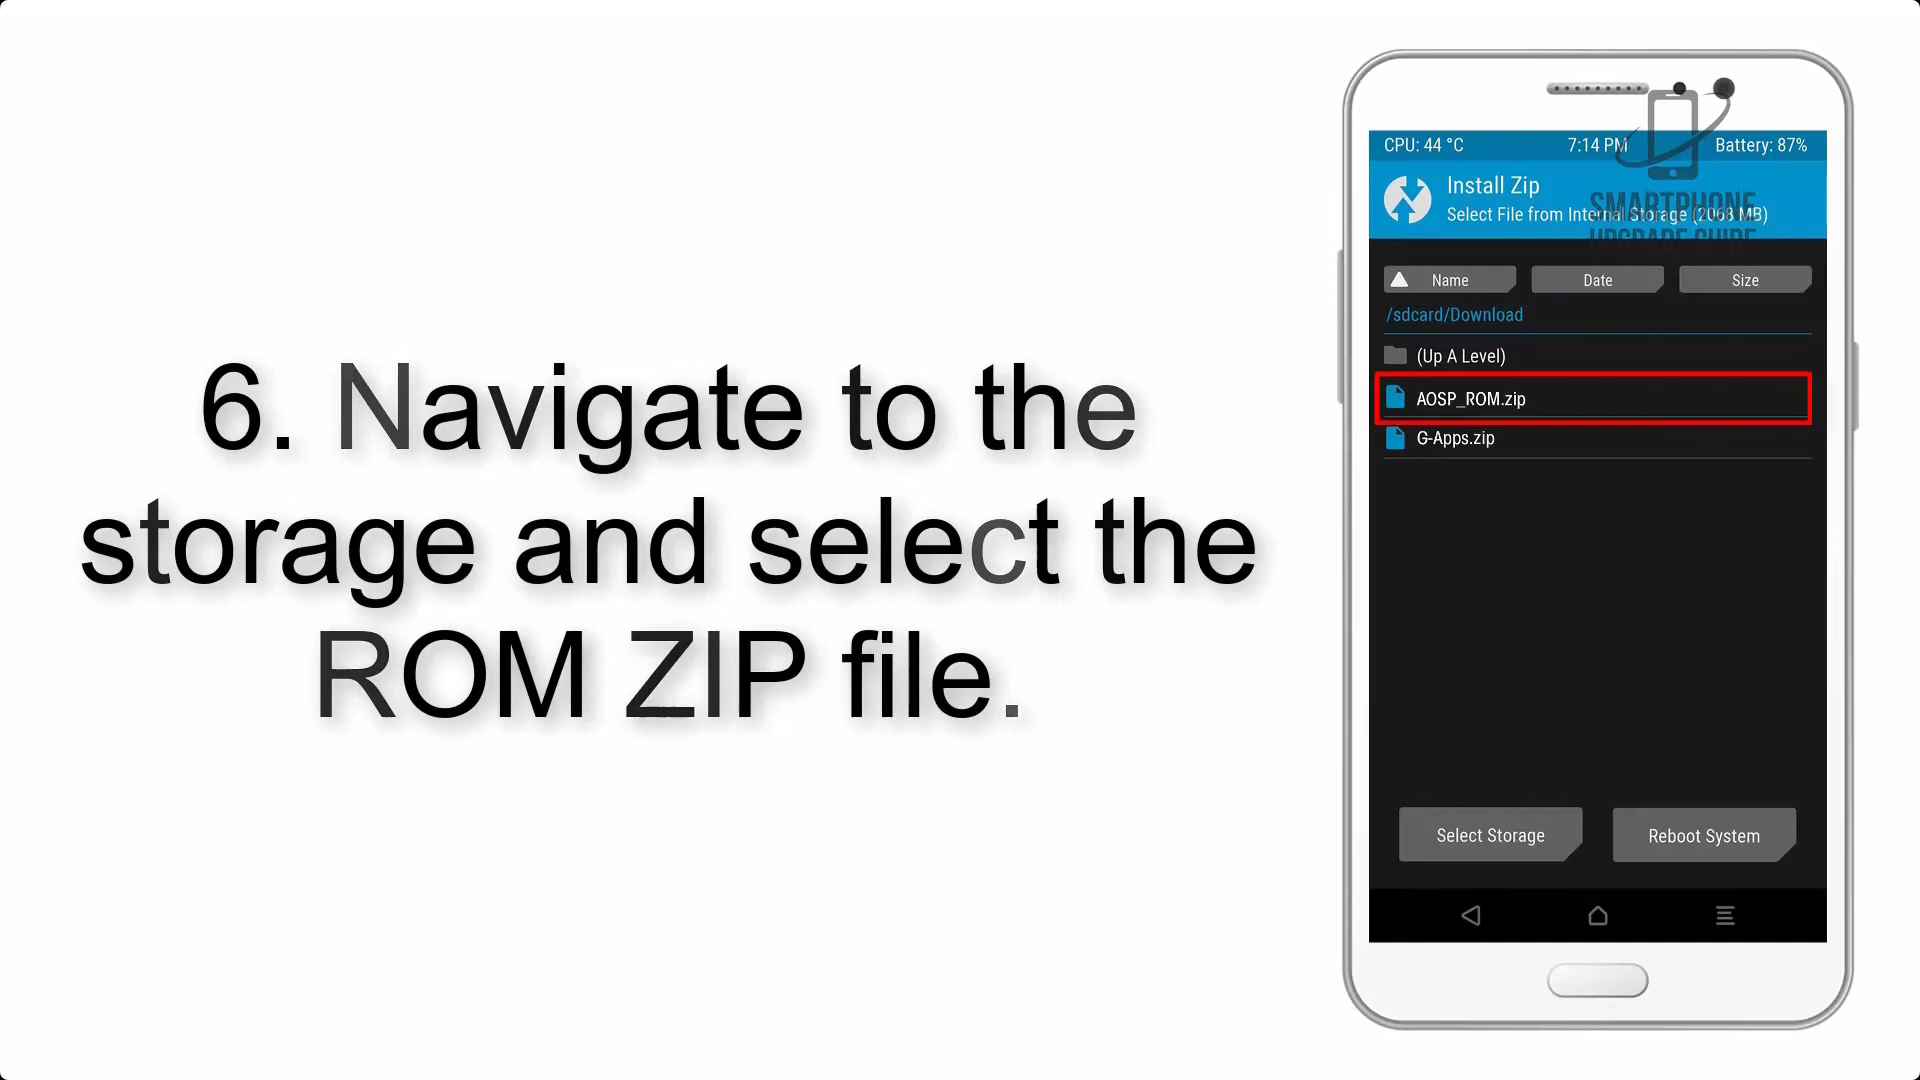 6. Navigate to the
storage and select the
ROM ZIP file.
CPU: 44 °C 7:14 PM Battery: 87%
Install Zip
Select File from Internal Storage (2068 MB)
SMARTPHONE
UPGRADE GUIDE
Name Date Size
/sdcard/Download
(Up A Level)
AOSP_ROM.zip
G-Apps.zip
Select Storage Reboot System